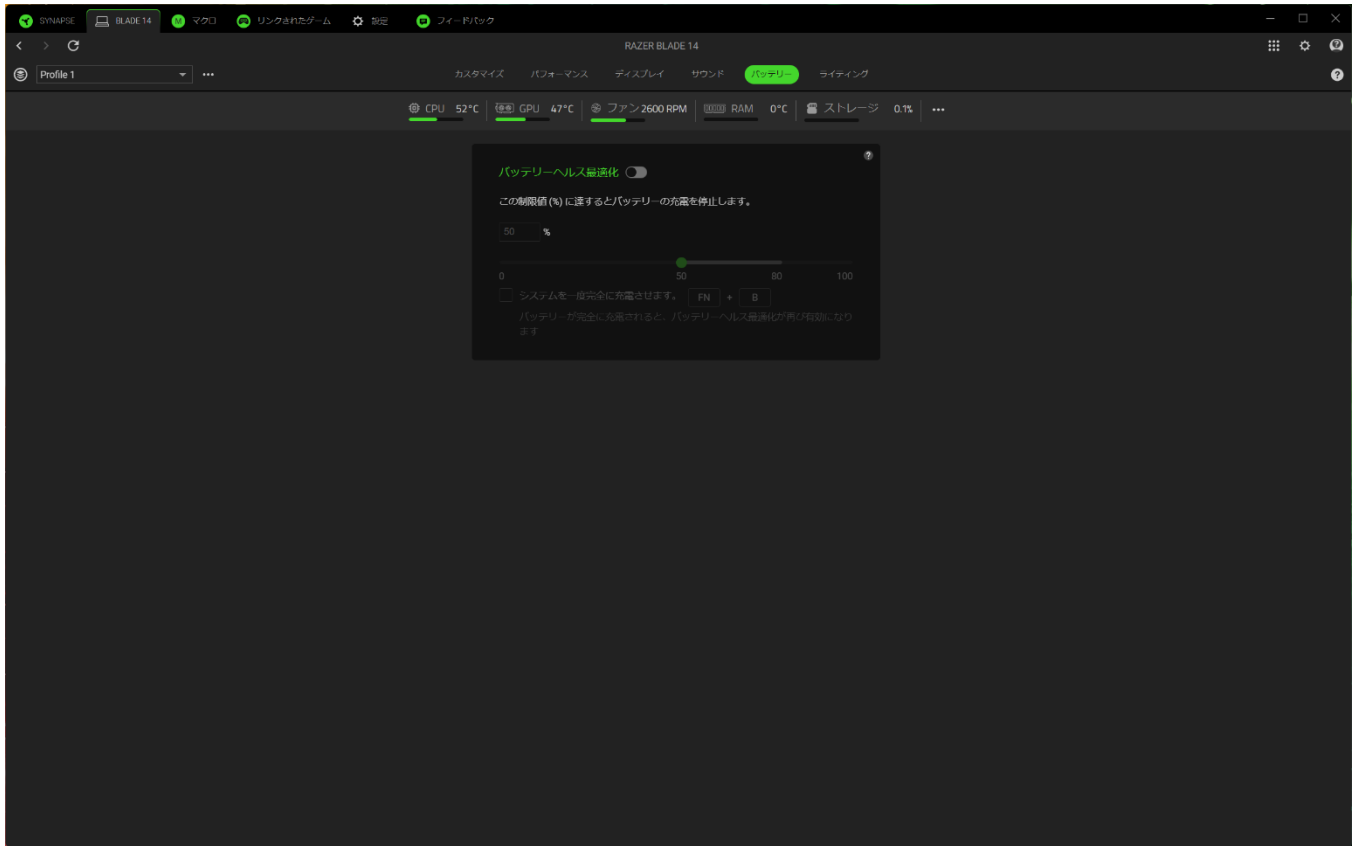 SYNAPSE BLADE 14 M マクロ リンクされたゲーム 設定 フィードバック
RAZER BLADE 14
Profile 1 カスタマイズ パフォーマンス ディスプレイ サウンド バッテリー ライティング ?
CPU 52°C GPU 47°C ファン 2600 RPM RAM 0°C ストレージ 0.1%
?
バッテリーヘルス最適化
この制限値 (%) に達するとバッテリーの充電を停止します。
50 %
0 50 80 100
システムを一度完全に充電させます。 FN + B
バッテリーが完全に充電されると、バッテリーヘルス最適化が再び有効になり
ます